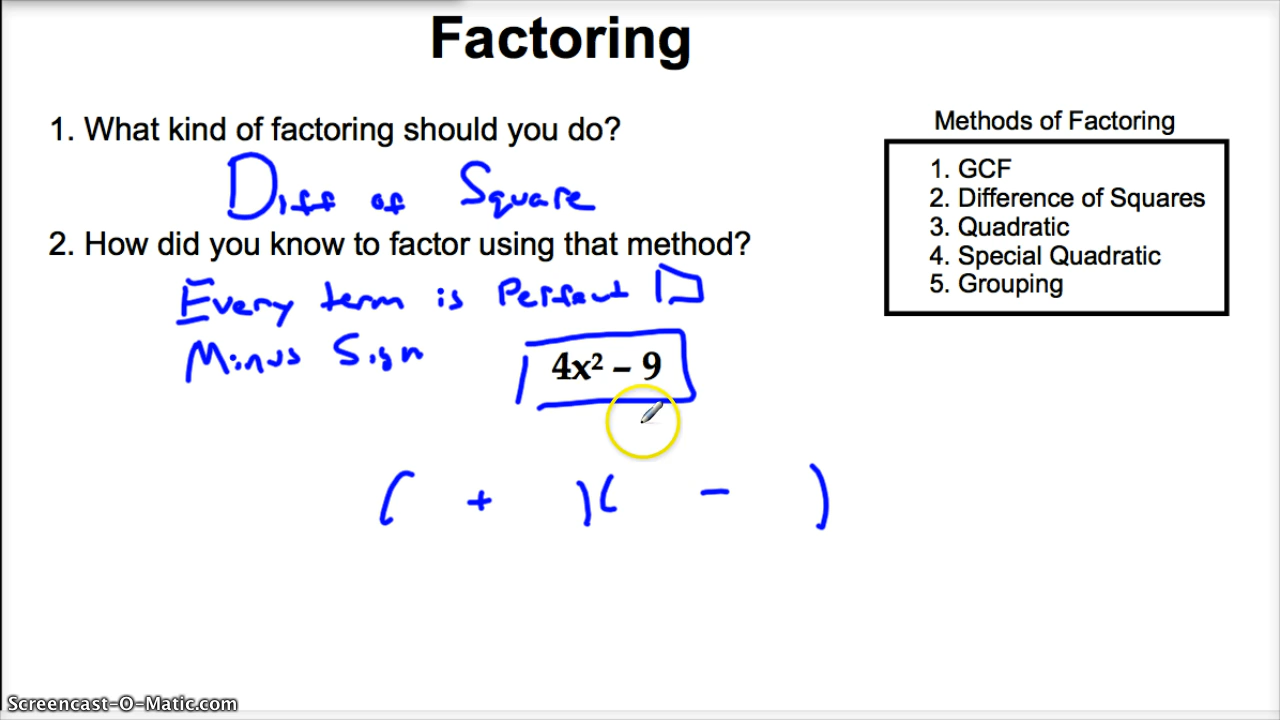 Factoring
1. What kind of factoring should you do?
Diff of Square
2. How did you know to factor using that method?
Every term is Perfect □
Minus Sign
4x² – 9
( + )( - )
Methods of Factoring
1. GCF
2. Difference of Squares
3. Quadratic
4. Special Quadratic
5. Grouping
Screencast-O-Matic.com